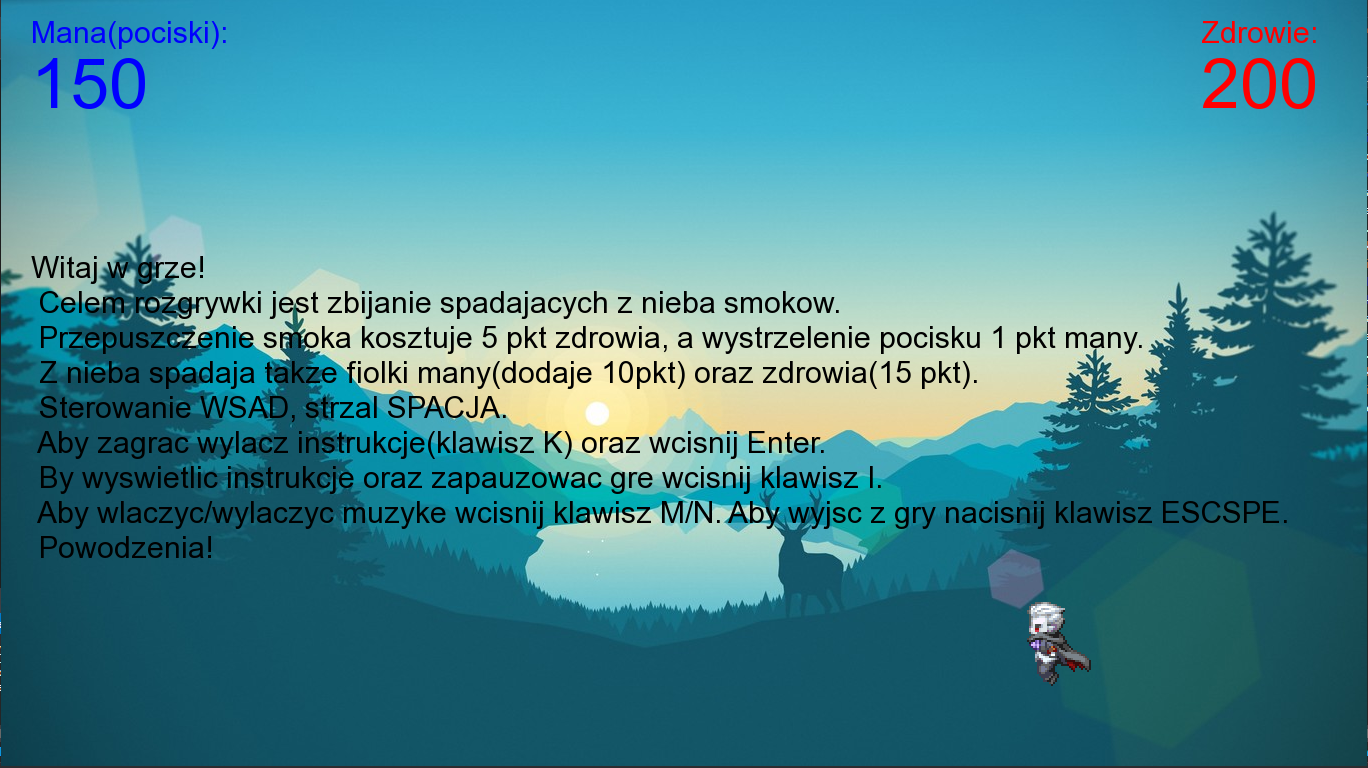 Mana(pociski):
150
Zdrowie:
200
Witaj w grze!
Celem rozgrywki jest zbijanie spadajacych z nieba smokow.
Przepuszczenie smoka kosztuje 5 pkt zdrowia, a wystrzelenie pocisku 1 pkt many.
Z nieba spadaja takze fiolki many(dodaje 10pkt) oraz zdrowia(15 pkt).
Sterowanie WSAD, strzal SPACJA.
Aby zagrac wylacz instrukcje(klawisz K) oraz wcisnij Enter.
By wyswietlic instrukcje oraz zapauzowac gre wcisnij klawisz I.
Aby wlaczyc/wylaczyc muzyke wcisnij klawisz M/N. Aby wyjsc z gry nacisnij klawisz ESCSPE.
Powodzenia!